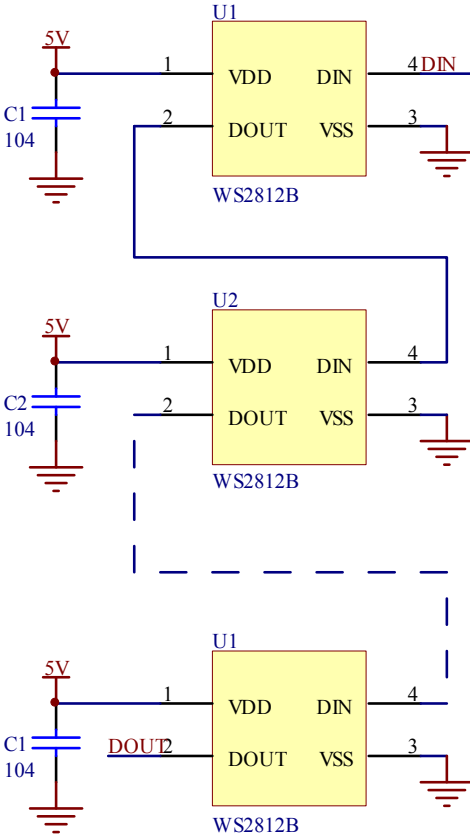 U1
5V
1 VDD DIN 4 DIN
C1
104
2 DOUT VSS 3
WS2812B
U2
5V
1 VDD DIN 4
C2
104
2 DOUT VSS 3
WS2812B
U1
5V
1 VDD DIN 4
C1
104
DOUT 2 DOUT VSS 3
WS2812B